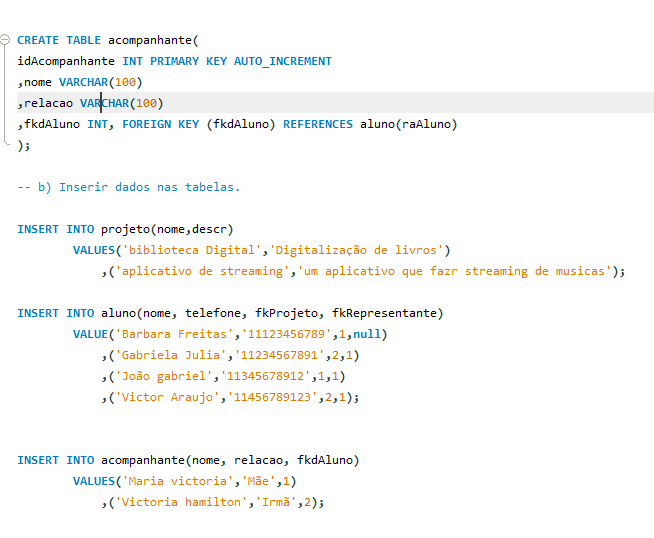 CREATE TABLE acompanhante(
idAcompanhante INT PRIMARY KEY AUTO_INCREMENT
,nome VARCHAR(100)
,relacao VARCHAR(100)
,fkdAluno INT, FOREIGN KEY (fkdAluno) REFERENCES aluno(raAluno)
);
-- b) Inserir dados nas tabelas.
INSERT INTO projeto(nome,descr)
VALUES('biblioteca Digital','Digitalização de livros')
,('aplicativo de streaming','um aplicativo que fazr streaming de musicas');
INSERT INTO aluno(nome, telefone, fkProjeto, fkRepresentante)
VALUE('Barbara Freitas','11123456789',1,null)
,('Gabriela Julia','11234567891',2,1)
,('João gabriel','11345678912',1,1)
,('Victor Araujo','11456789123',2,1);
INSERT INTO acompanhante(nome, relacao, fkdAluno)
VALUES('Maria victoria','Mãe',1)
,('Victoria hamilton','Irmã',2);